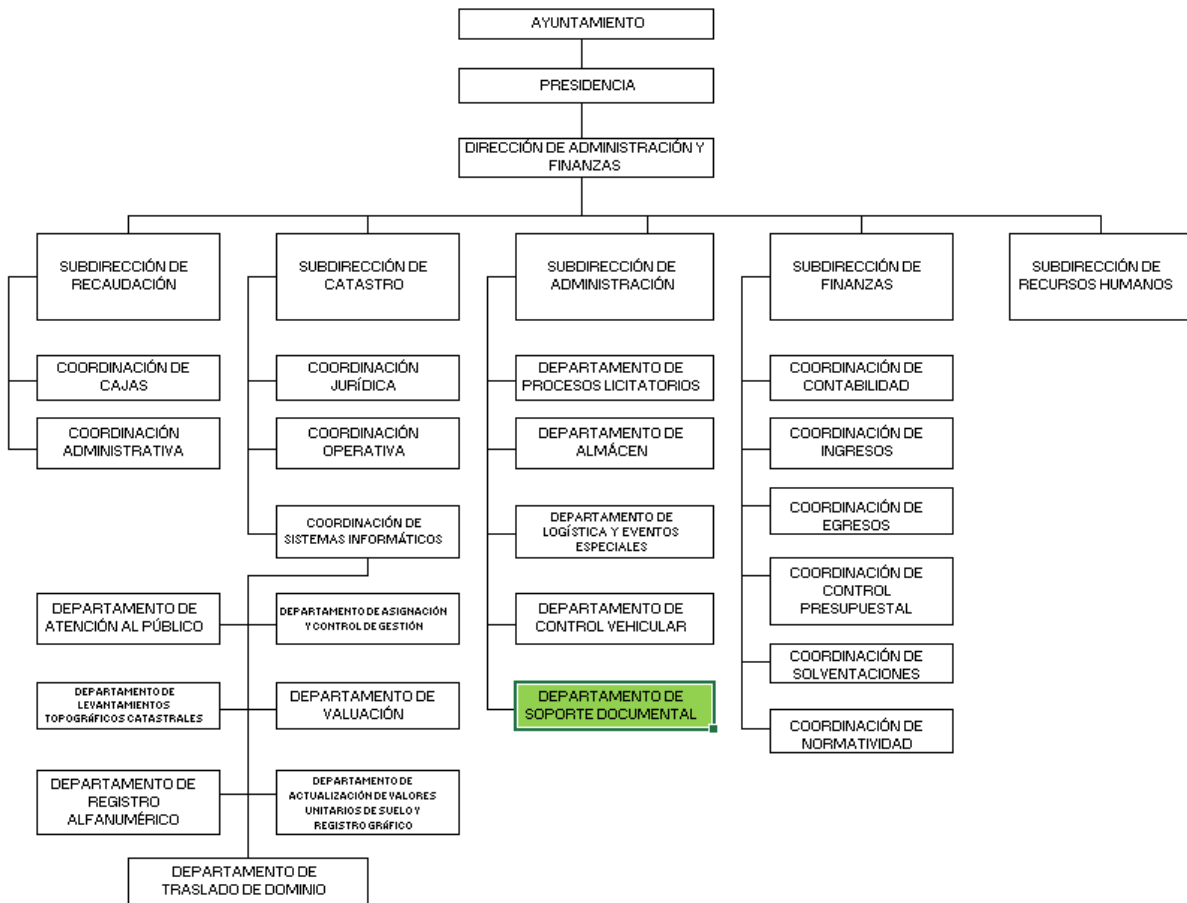 AYUNTAMIENTO
PRESIDENCIA
DIRECCIÓN DE ADMINISTRACIÓN Y
FINANZAS
SUBDIRECCIÓN DE
RECAUDACIÓN
SUBDIRECCIÓN DE
CATASTRO
SUBDIRECCIÓN DE
ADMINISTRACIÓN
SUBDIRECCIÓN DE
FINANZAS
SUBDIRECCIÓN DE
RECURSOS HUMANOS
COORDINACIÓN DE
CAJAS
COORDINACIÓN
JURÍDICA
DEPARTAMENTO DE
PROCESOS LICITATORIOS
COORDINACIÓN DE
CONTABILIDAD
COORDINACIÓN
ADMINISTRATIVA
COORDINACIÓN
OPERATIVA
DEPARTAMENTO DE
ALMÁCEN
COORDINACIÓN DE
INGRESOS
COORDINACIÓN DE
SISTEMAS INFORMÁTICOS
DEPARTAMENTO DE
LOGÍSTICA Y EVENTOS
ESPECIALES
COORDINACIÓN DE
EGRESOS
COORDINACIÓN DE
CONTROL
PRESUPUESTAL
DEPARTAMENTO DE
ATENCIÓN AL PÚBLICO
DEPARTAMENTO DE ASIGNACIÓN
Y CONTROL DE GESTIÓN
DEPARTAMENTO DE
CONTROL VEHICULAR
COORDINACIÓN DE
SOLVENTACIONES
DEPARTAMENTO DE
LEVANTAMIENTOS
TOPOGRÁFICOS CATASTRALES
DEPARTAMENTO DE
VALUACIÓN
DEPARTAMENTO DE
SOPORTE DOCUMENTAL
COORDINACIÓN DE
NORMATIVIDAD
DEPARTAMENTO DE
REGISTRO
ALFANUMÉRICO
DEPARTAMENTO DE
ACTUALIZACIÓN DE VALORES
UNITARIOS DE SUELO Y
REGISTRO GRÁFICO
DEPARTAMENTO DE
TRASLADO DE DOMINIO